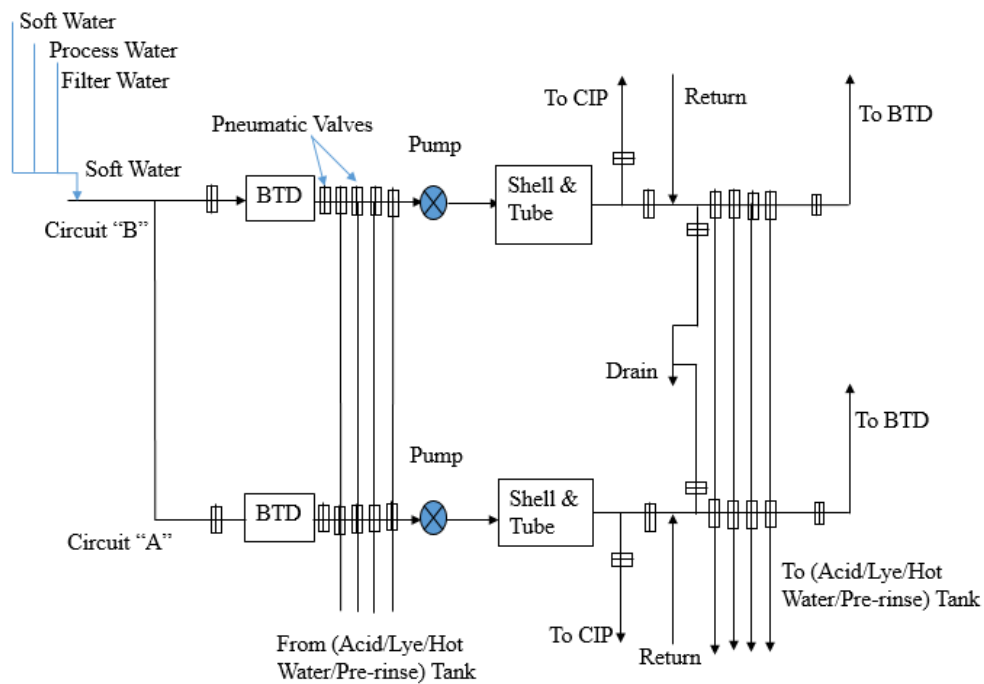 Soft Water
Process Water
Filter Water
Soft Water
Circuit “B”
BTD
Pneumatic Valves
Pump
Shell &
Tube
To CIP
Return
To BTD
Drain
To BTD
Circuit “A”
BTD
Pump
Shell &
Tube
To CIP
Return
From (Acid/Lye/Hot
Water/Pre-rinse) Tank
To (Acid/Lye/Hot
Water/Pre-rinse) Tank